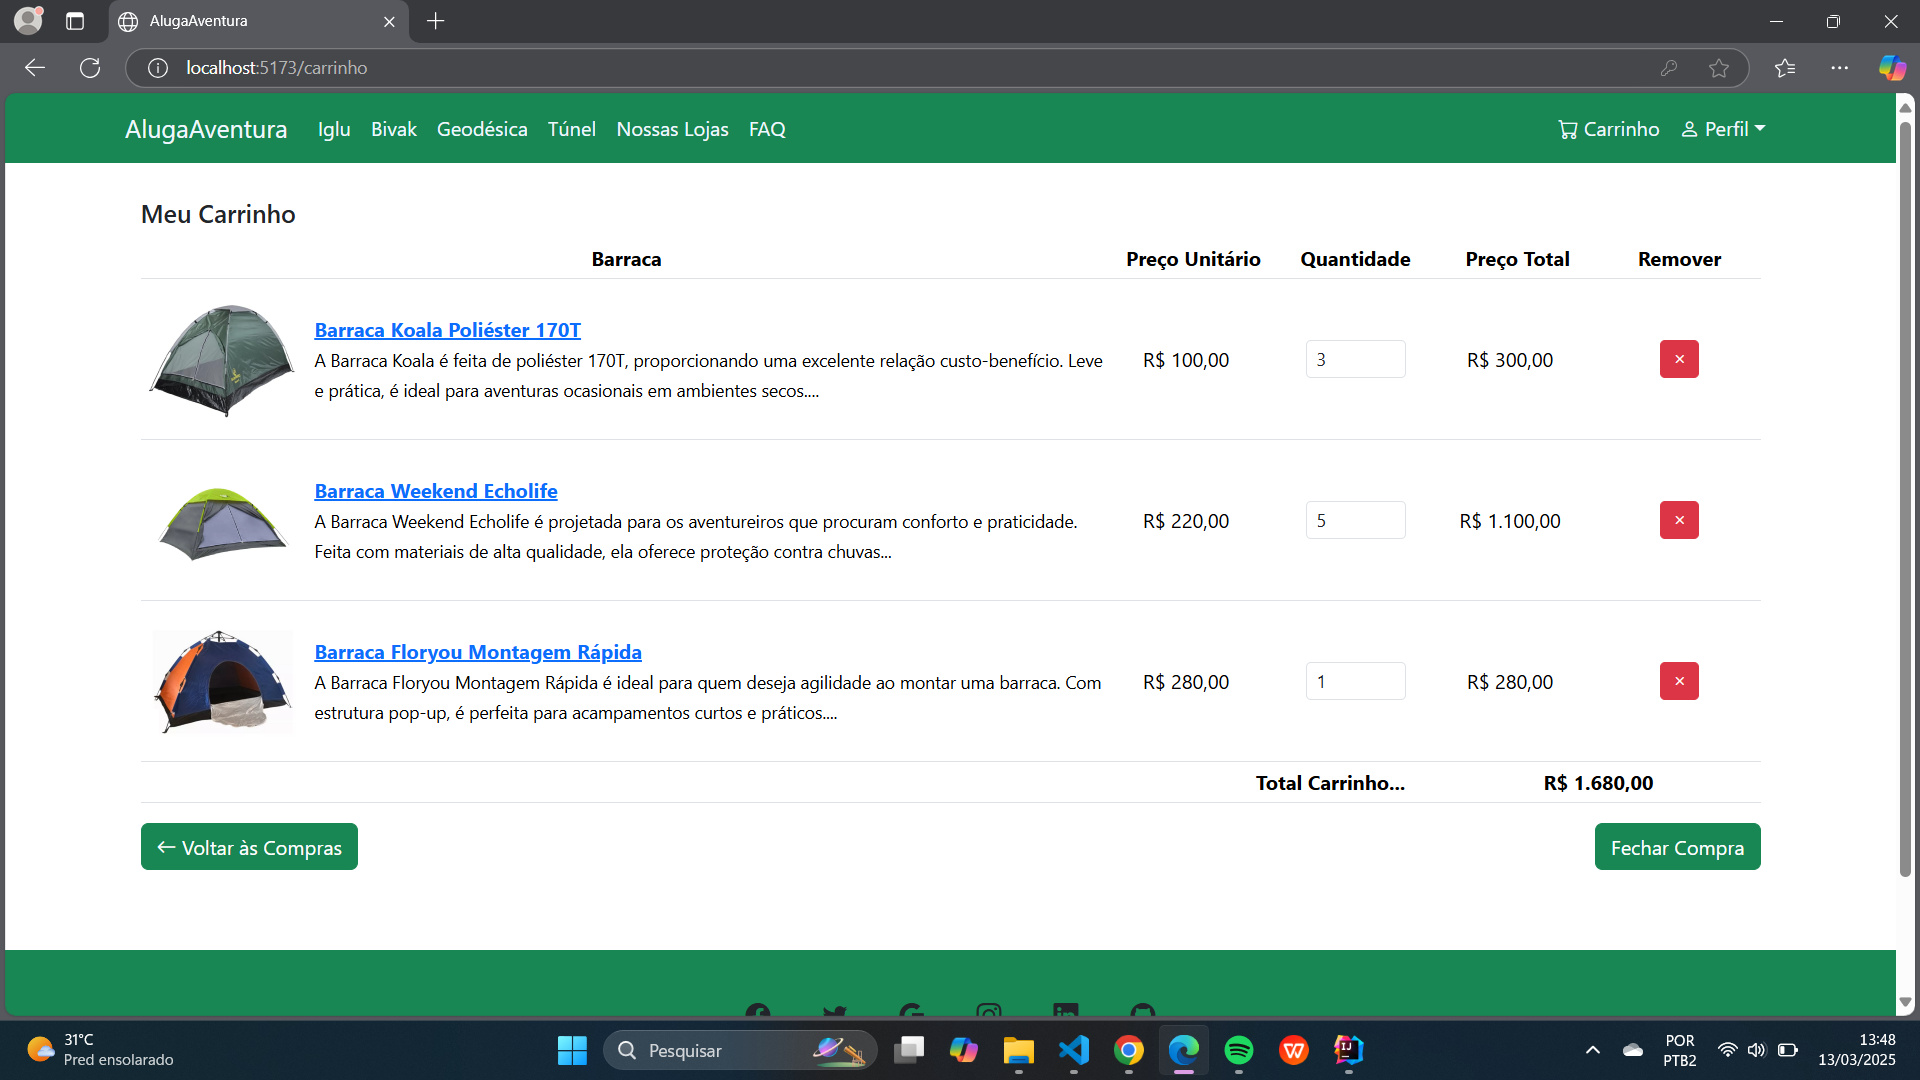 AlugaAventura
localhost:5173/carrinho
AlugaAventura Iglu Bivak Geodésica Túnel Nossas Lojas FAQ Carrinho Perfil
Meu Carrinho
Barraca Preço Unitário Quantidade Preço Total Remover
Barraca Koala Poliéster 170T
A Barraca Koala é feita de poliéster 170T, proporcionando uma excelente relação custo-benefício. Leve
e prática, é ideal para aventuras ocasionais em ambientes secos....
R$ 100,00 3 R$ 300,00 ×
Barraca Weekend Echolife
A Barraca Weekend Echolife é projetada para os aventureiros que procuram conforto e praticidade.
Feita com materiais de alta qualidade, ela oferece proteção contra chuvas...
R$ 220,00 5 R$ 1.100,00 ×
Barraca Floryou Montagem Rápida
A Barraca Floryou Montagem Rápida é ideal para quem deseja agilidade ao montar uma barraca. Com
estrutura pop-up, é perfeita para acampamentos curtos e práticos....
R$ 280,00 1 R$ 280,00 ×
Total Carrinho... R$ 1.680,00
← Voltar às Compras Fechar Compra
31°C
Pred ensolarado
Pesquisar
POR
PTB2
13:48
13/03/2025